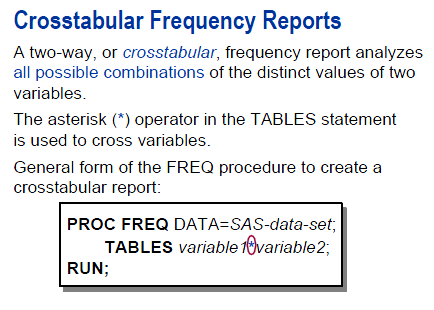 Crosstabular Frequency Reports
A two-way, or crosstabular, frequency report analyzes
all possible combinations of the distinct values of two
variables.
The asterisk (*) operator in the TABLES statement
is used to cross variables.
General form of the FREQ procedure to create a
crosstabular report:
PROC FREQ DATA=SAS-data-set;
TABLES variable1*variable2;
RUN;